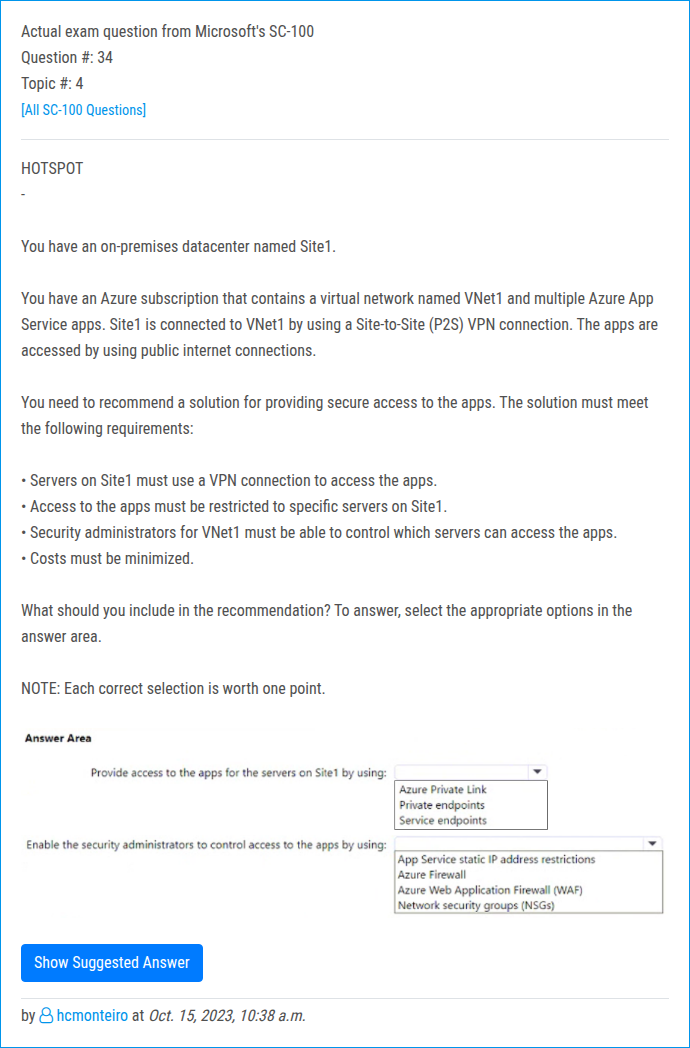 Actual exam question from Microsoft's SC-100
Question #: 34
Topic #: 4
[All SC-100 Questions]
HOTSPOT
-
You have an on-premises datacenter named Site1.
You have an Azure subscription that contains a virtual network named VNet1 and multiple Azure App
Service apps. Site1 is connected to VNet1 by using a Site-to-Site (P2S) VPN connection. The apps are
accessed by using public internet connections.
You need to recommend a solution for providing secure access to the apps. The solution must meet
the following requirements:
• Servers on Site1 must use a VPN connection to access the apps.
• Access to the apps must be restricted to specific servers on Site1.
• Security administrators for VNet1 must be able to control which servers can access the apps.
• Costs must be minimized.
What should you include in the recommendation? To answer, select the appropriate options in the
answer area.
NOTE: Each correct selection is worth one point.
Answer Area
Provide access to the apps for the servers on Site1 by using:
Azure Private Link
Private endpoints
Service endpoints
Enable the security administrators to control access to the apps by using:
App Service static IP address restrictions
Azure Firewall
Azure Web Application Firewall (WAF)
Network security groups (NSGs)
Show Suggested Answer
by hcmonteiro at Oct. 15, 2023, 10:38 a.m.